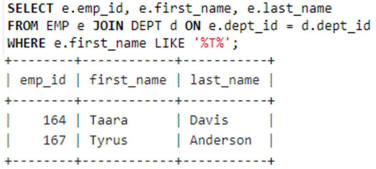 SELECT e.emp_id, e.first_name, e.last_name
FROM EMP e JOIN DEPT d ON e.dept_id = d.dept_id
WHERE e.first_name LIKE '%T%';
+--------+------------+-----------+
| emp_id | first_name | last_name |
+--------+------------+-----------+
| 164 | Taara | Davis |
| 167 | Tyrus | Anderson |
+--------+------------+-----------+